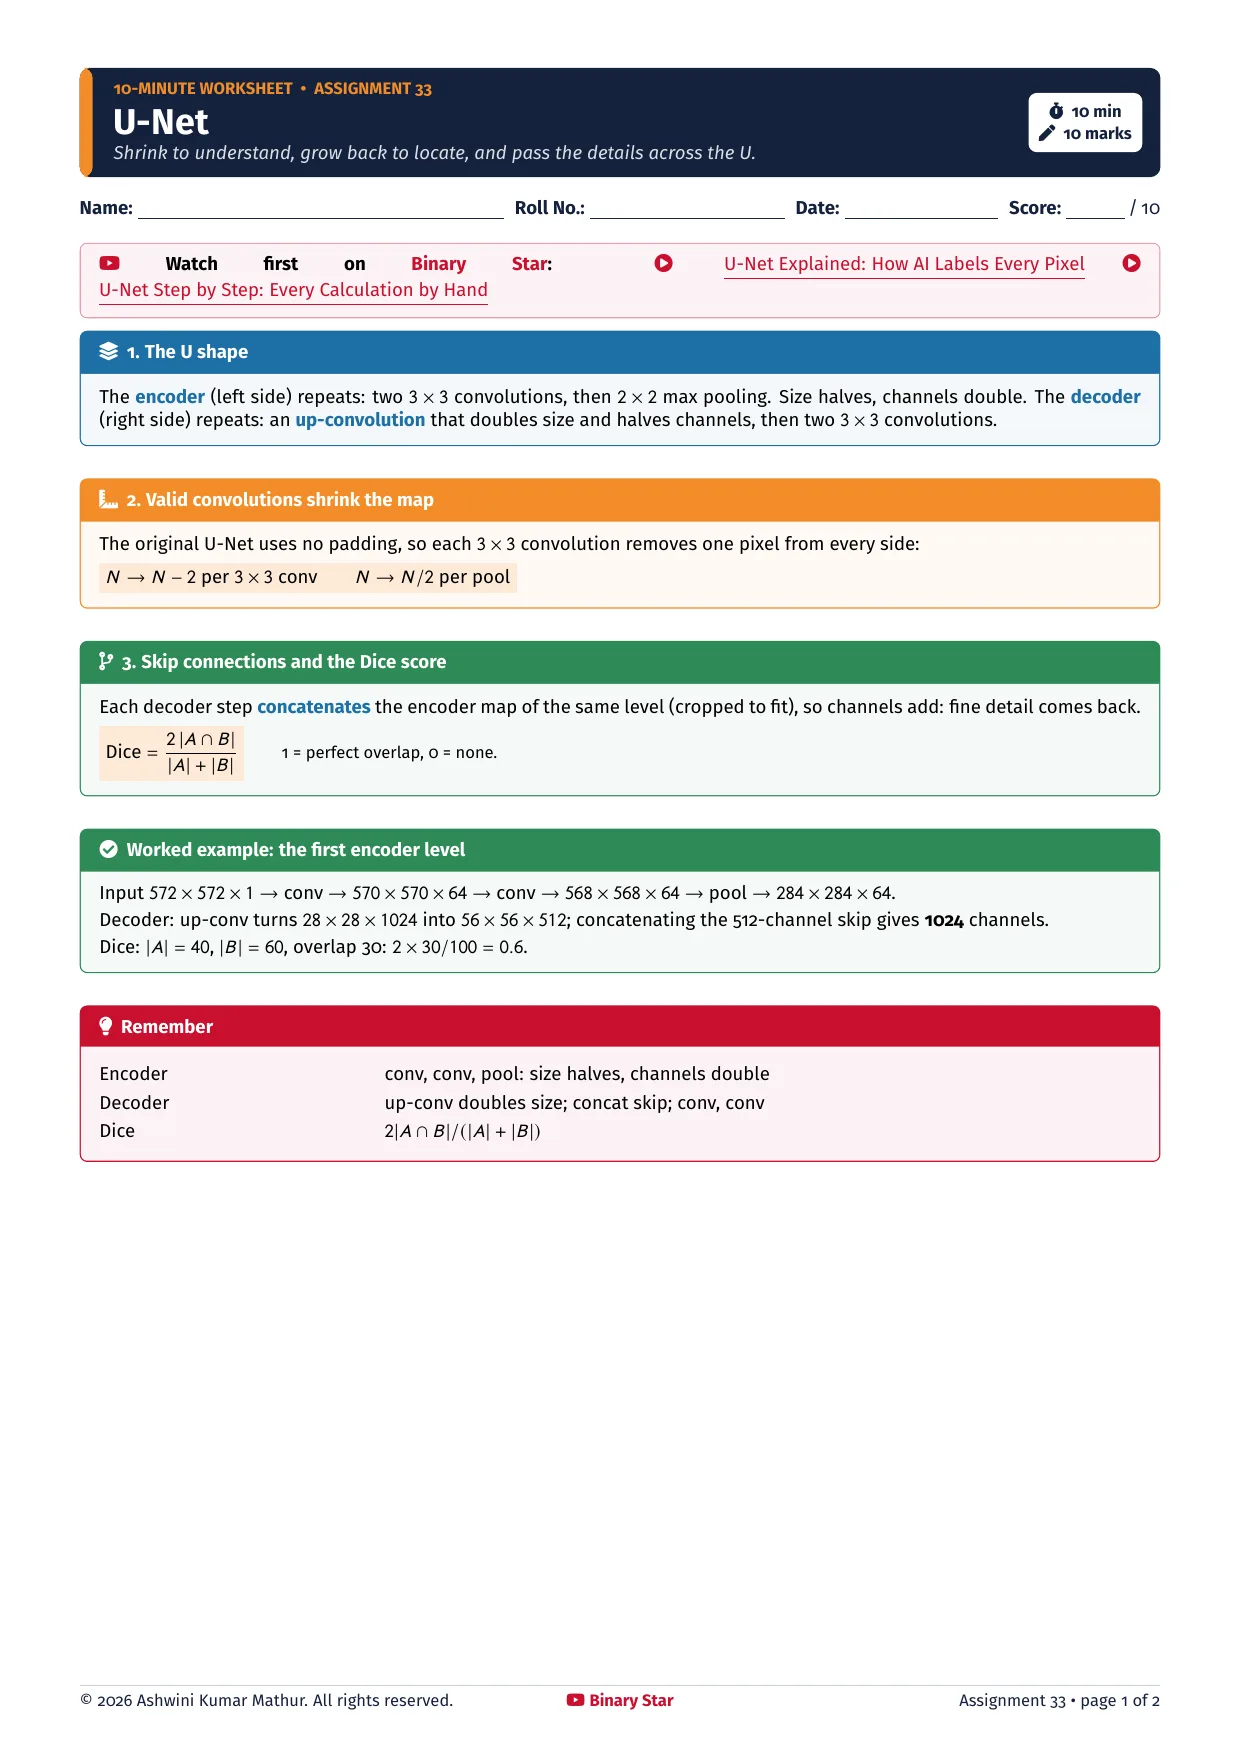 10-MINUTE WORKSHEET • ASSIGNMENT 33
U-Net
Shrink to understand, grow back to locate, and pass the details across the U.
10 min
10 marks
Name: Roll No.: Date: Score: / 10
Watch first on Binary Star: U-Net Explained: How AI Labels Every Pixel
U-Net Step by Step: Every Calculation by Hand
1. The U shape
The encoder (left side) repeats: two 3 × 3 convolutions, then 2 × 2 max pooling. Size halves, channels double. The decoder
(right side) repeats: an up-convolution that doubles size and halves channels, then two 3 × 3 convolutions.
2. Valid convolutions shrink the map
The original U-Net uses no padding, so each 3 × 3 convolution removes one pixel from every side:
N → N − 2 per 3 × 3 conv N → N/2 per pool
3. Skip connections and the Dice score
Each decoder step concatenates the encoder map of the same level (cropped to fit), so channels add: fine detail comes back.
Dice = 2 |A ∩ B| / |A| + |B| 1 = perfect overlap, 0 = none.
Worked example: the first encoder level
Input 572 × 572 × 1 → conv → 570 × 570 × 64 → conv → 568 × 568 × 64 → pool → 284 × 284 × 64.
Decoder: up-conv turns 28 × 28 × 1024 into 56 × 56 × 512; concatenating the 512-channel skip gives 1024 channels.
Dice: |A| = 40, |B| = 60, overlap 30: 2 × 30/100 = 0.6.
Remember
Encoder conv, conv, pool: size halves, channels double
Decoder up-conv doubles size; concat skip; conv, conv
Dice 2|A ∩ B|/(|A| + |B|)
© 2026 Ashwini Kumar Mathur. All rights reserved. Binary Star Assignment 33 • page 1 of 2